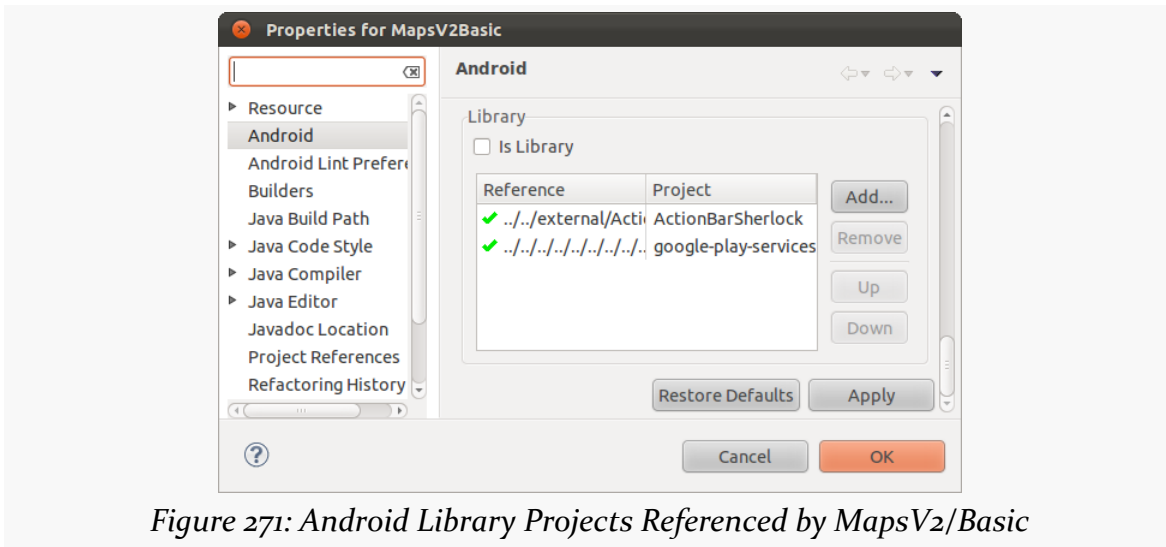 Properties for MapsV2Basic
Android
Resource
Android
Android Lint Prefere
Builders
Java Build Path
Java Code Style
Java Compiler
Java Editor
Javadoc Location
Project References
Refactoring History
Library
Is Library
Reference Project
../../external/Acti ActionBarSherlock
../../../../../../../../.. google-play-services
Add...
Remove
Up
Down
Restore Defaults Apply
Cancel OK
Figure 271: Android Library Projects Referenced by MapsV2/Basic